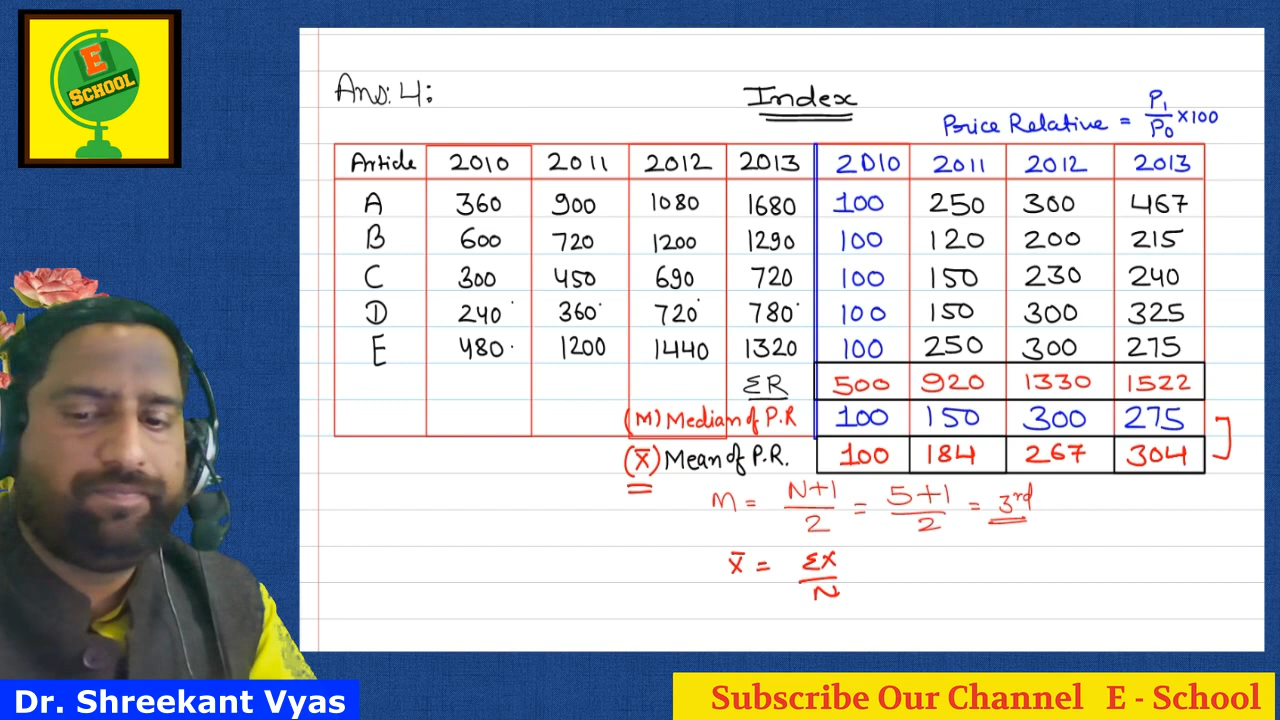 E
SCHOOL
Ans: 4:
Index
Price Relative = P1/P0 × 100
Article 2010 2011 2012 2013 2010 2011 2012 2013
A 360 900 1080 1680 100 250 300 467
B 600 720 1200 1290 100 120 200 215
C 300 450 690 720 100 150 230 240
D 240 360 720 780 100 150 300 325
E 480 1200 1440 1320 100 250 300 275
ΣR 500 920 1330 1522
(M) Median of P.R 100 150 300 275
(X̄) Mean of P.R. 100 184 267 304
M = N+1/2 = 5+1/2 = 3rd
X̄ = ΣX/N
Dr. Shreekant Vyas
Subscribe Our Channel E - School